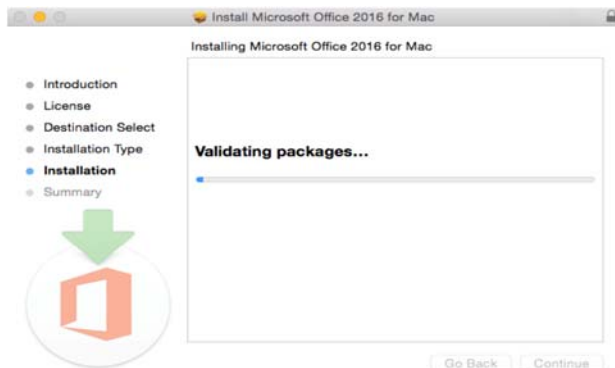 Install Microsoft Office 2016 for Mac
Installing Microsoft Office 2016 for Mac
Introduction
License
Destination Select
Installation Type
Installation
Summary
Validating packages...
Go Back
Continue